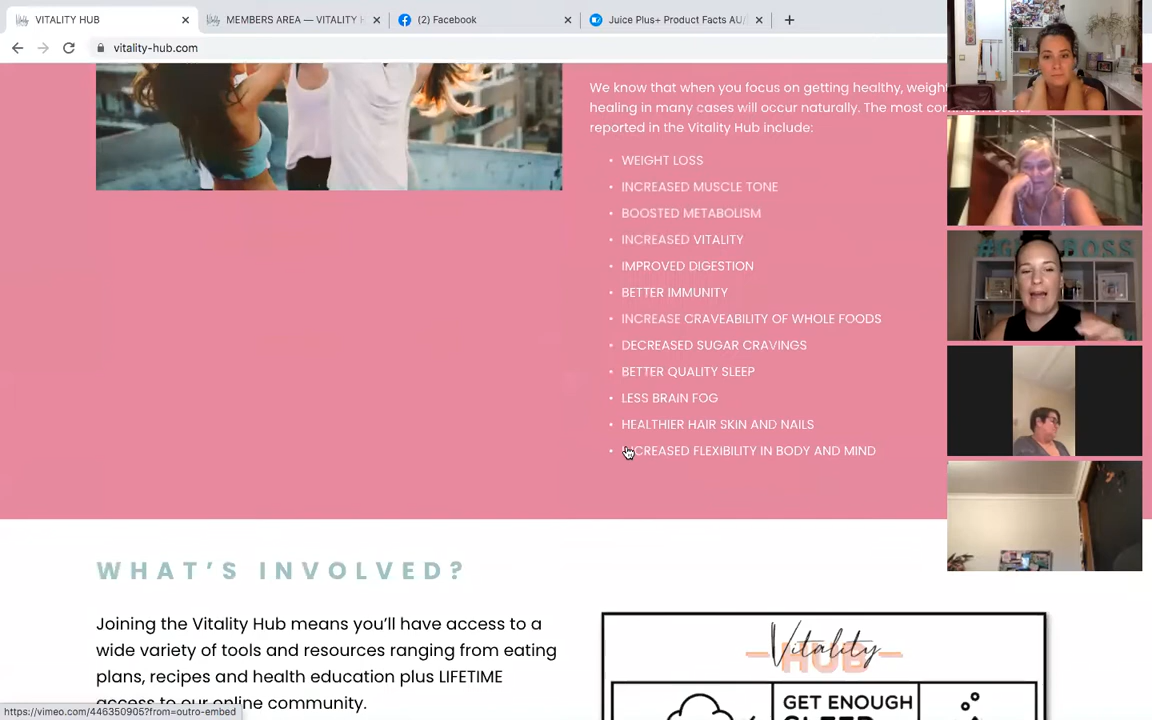 VITALITY HUB
MEMBERS AREA — VITALITY H
(2) Facebook
Juice Plus+ Product Facts AU/
vitality-hub.com
We know that when you focus on getting healthy, weight
healing in many cases will occur naturally. The most com
reported in the Vitality Hub include:
• WEIGHT LOSS
• INCREASED MUSCLE TONE
• BOOSTED METABOLISM
• INCREASED VITALITY
• IMPROVED DIGESTION
• BETTER IMMUNITY
• INCREASE CRAVEABILITY OF WHOLE FOODS
• DECREASED SUGAR CRAVINGS
• BETTER QUALITY SLEEP
• LESS BRAIN FOG
• HEALTHIER HAIR SKIN AND NAILS
• INCREASED FLEXIBILITY IN BODY AND MIND
WHAT'S INVOLVED?
Joining the Vitality Hub means you'll have access to a
wide variety of tools and resources ranging from eating
plans, recipes and health education plus LIFETIME
access to our online community.
Vitality
HUB
GET ENOUGH
SLEEP
https://vimeo.com/446350905?from=outro-embed